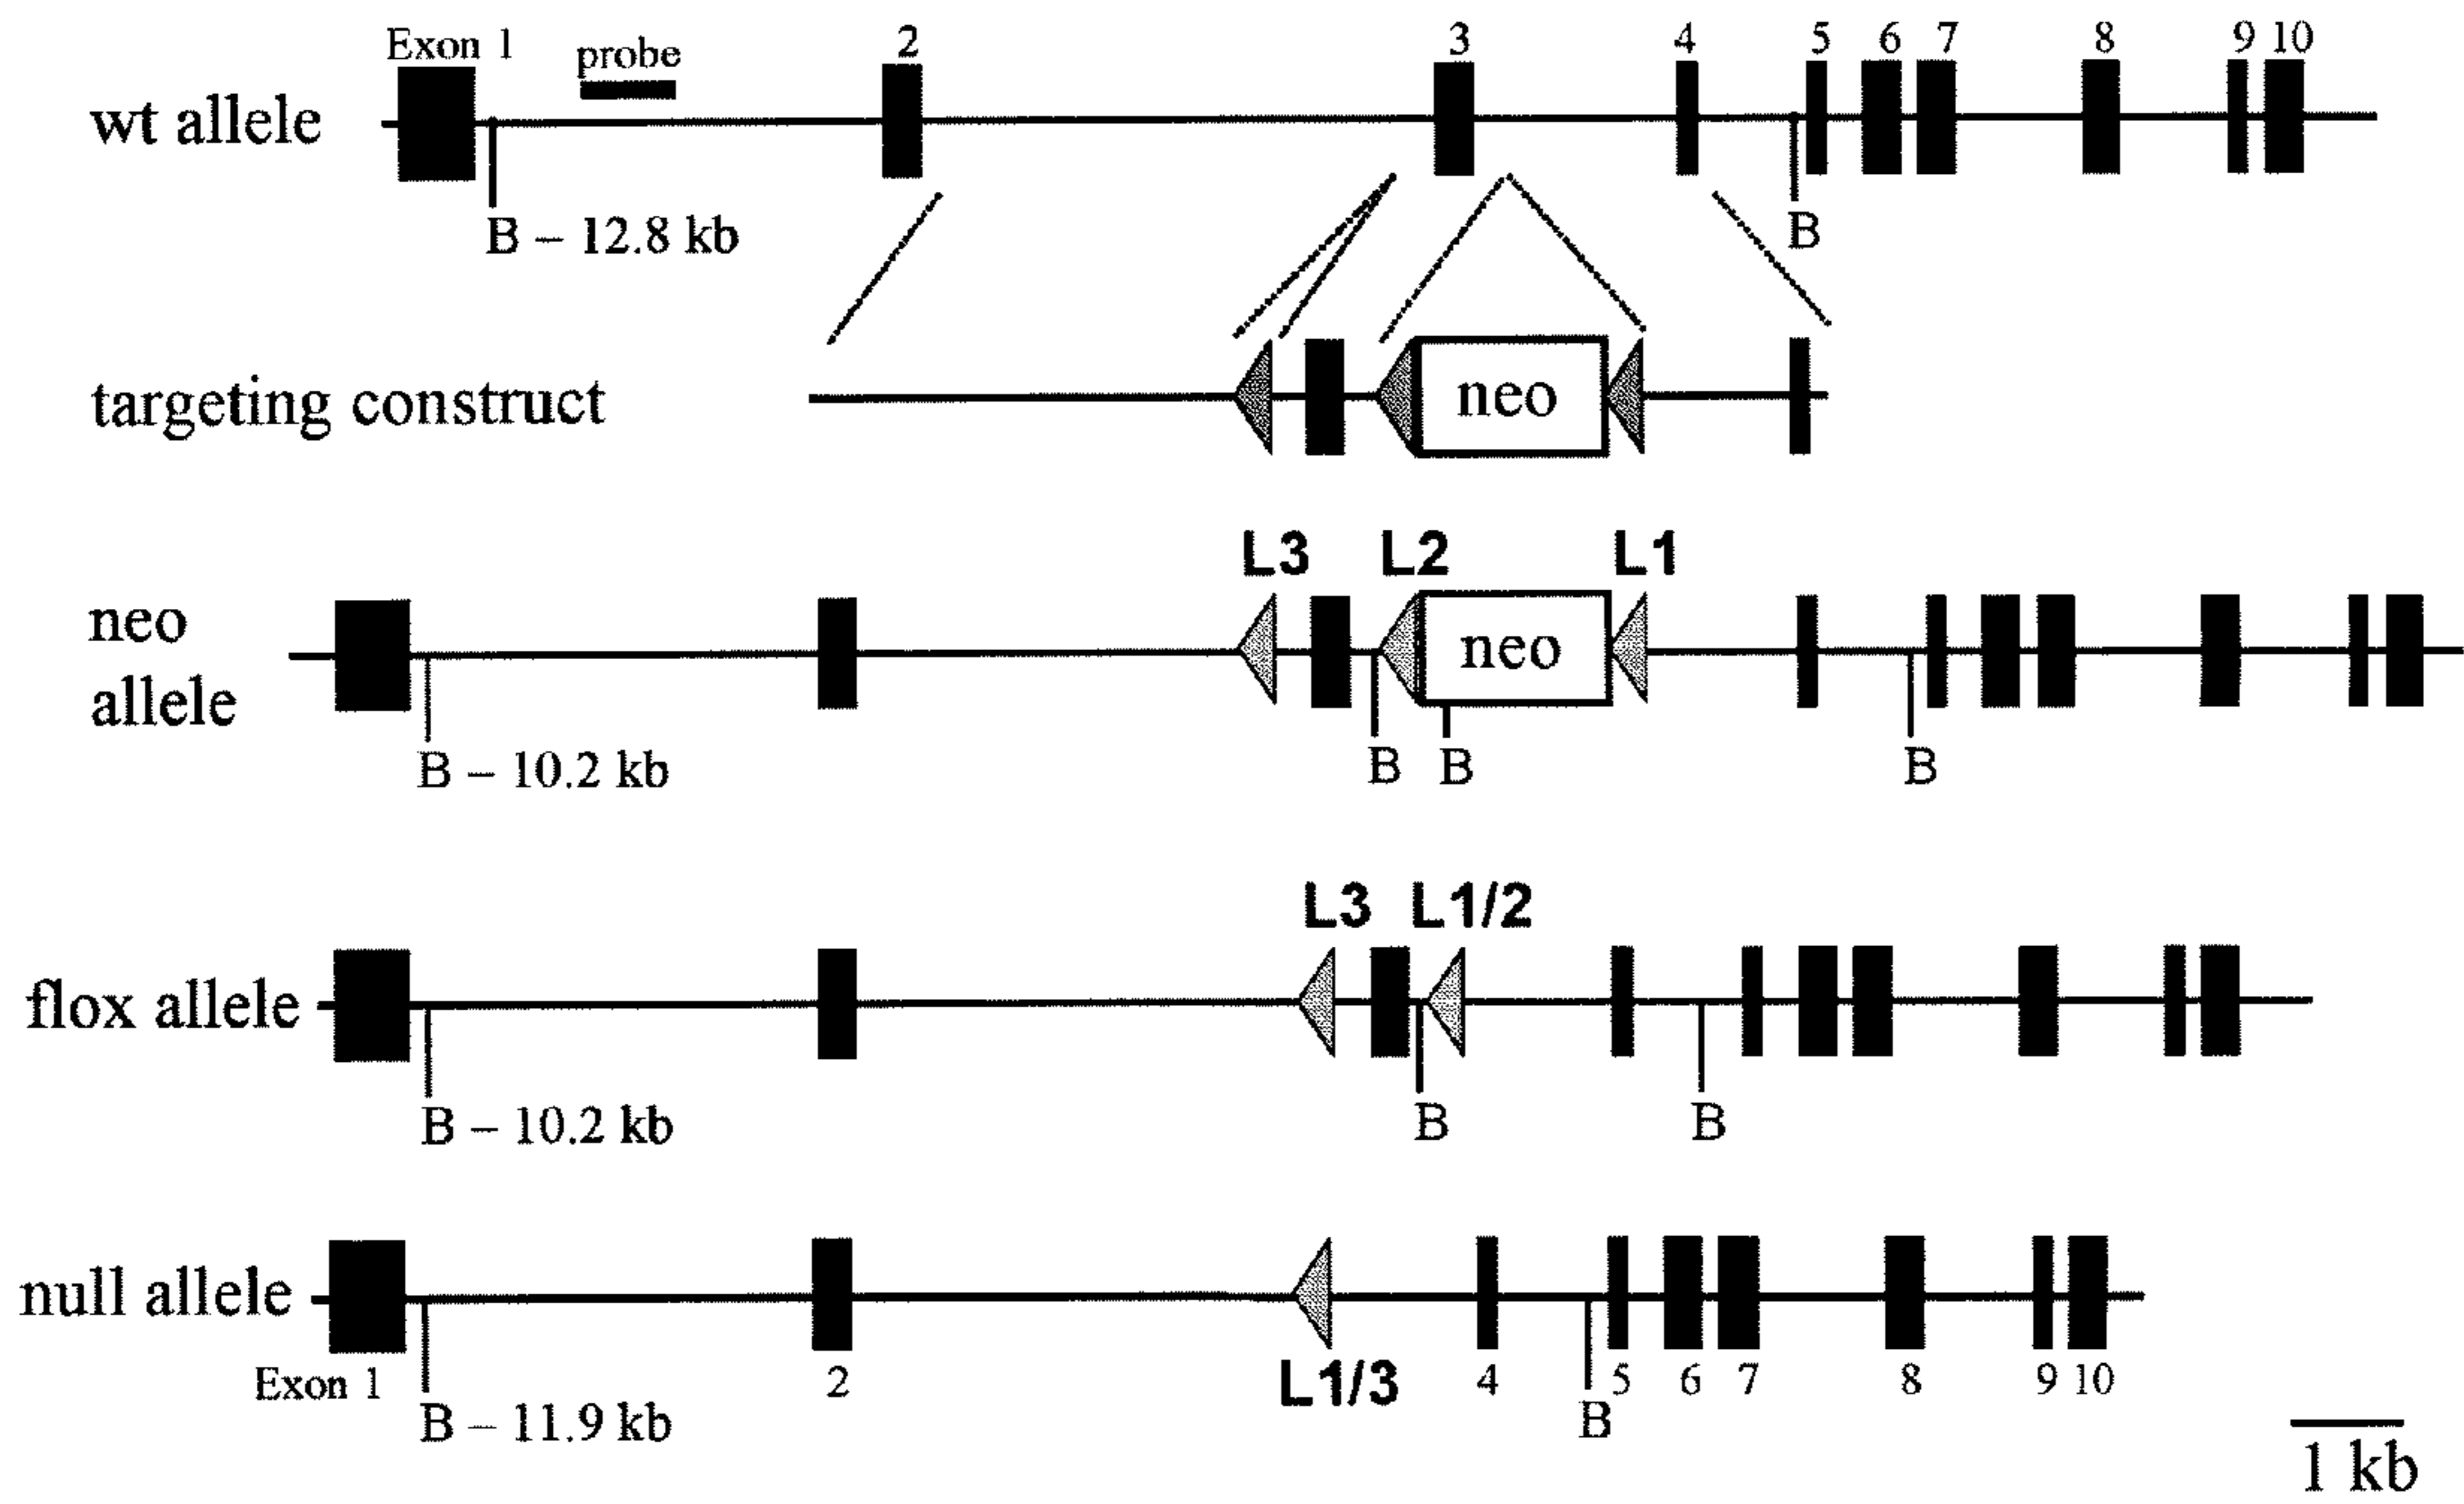 Exon 1 probe 2 3 4 5 6 7 8 9 10
wt allele
B – 12.8 kb B
targeting construct neo
L3 L2 L1
neo
allele
neo
B – 10.2 kb B B B
L3 L1/2
flox allele
B – 10.2 kb B B
null allele
Exon 1 2 L1/3 4 5 6 7 8 9 10
B – 11.9 kb B
1 kb